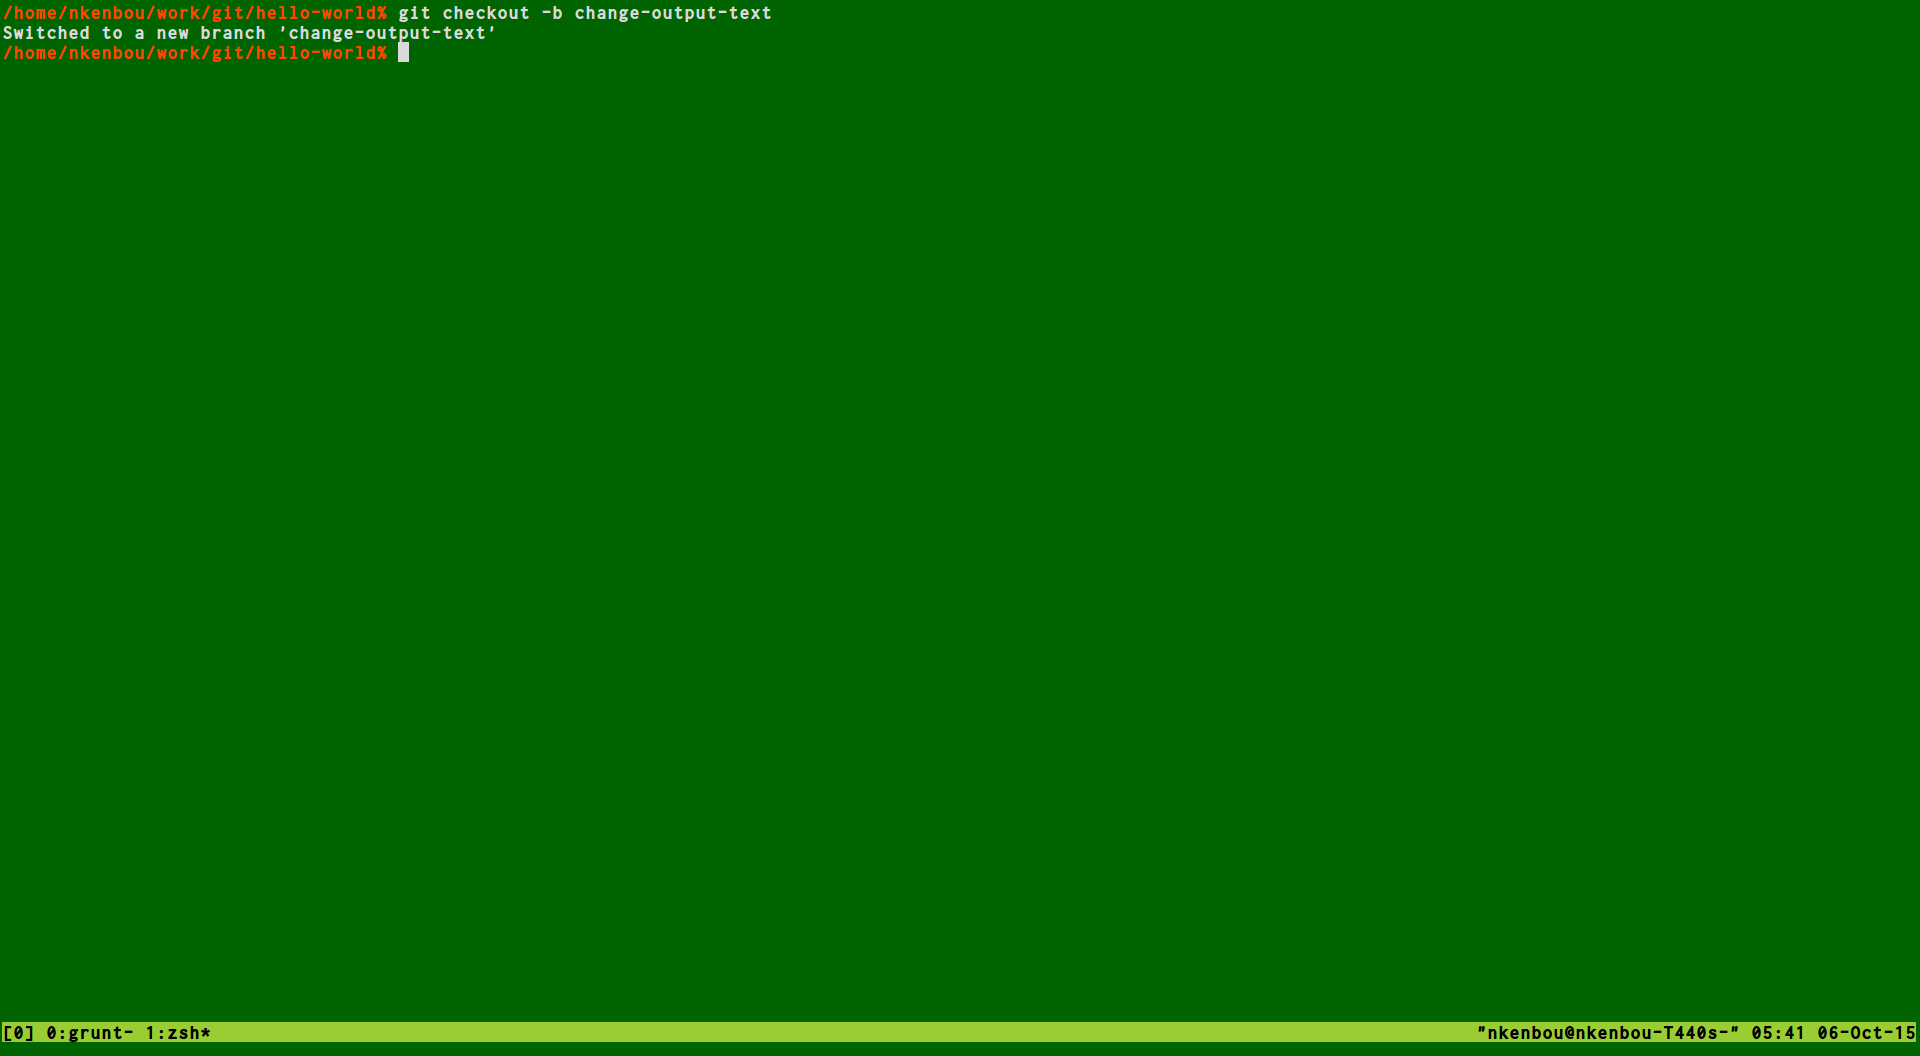 /home/nkenbou/work/git/hello-world% git checkout -b change-output-text
Switched to a new branch 'change-output-text'
/home/nkenbou/work/git/hello-world%
[0] 0:grunt- 1:zsh* "nkenbou@nkenbou-T440s-" 05:41 06-Oct-15